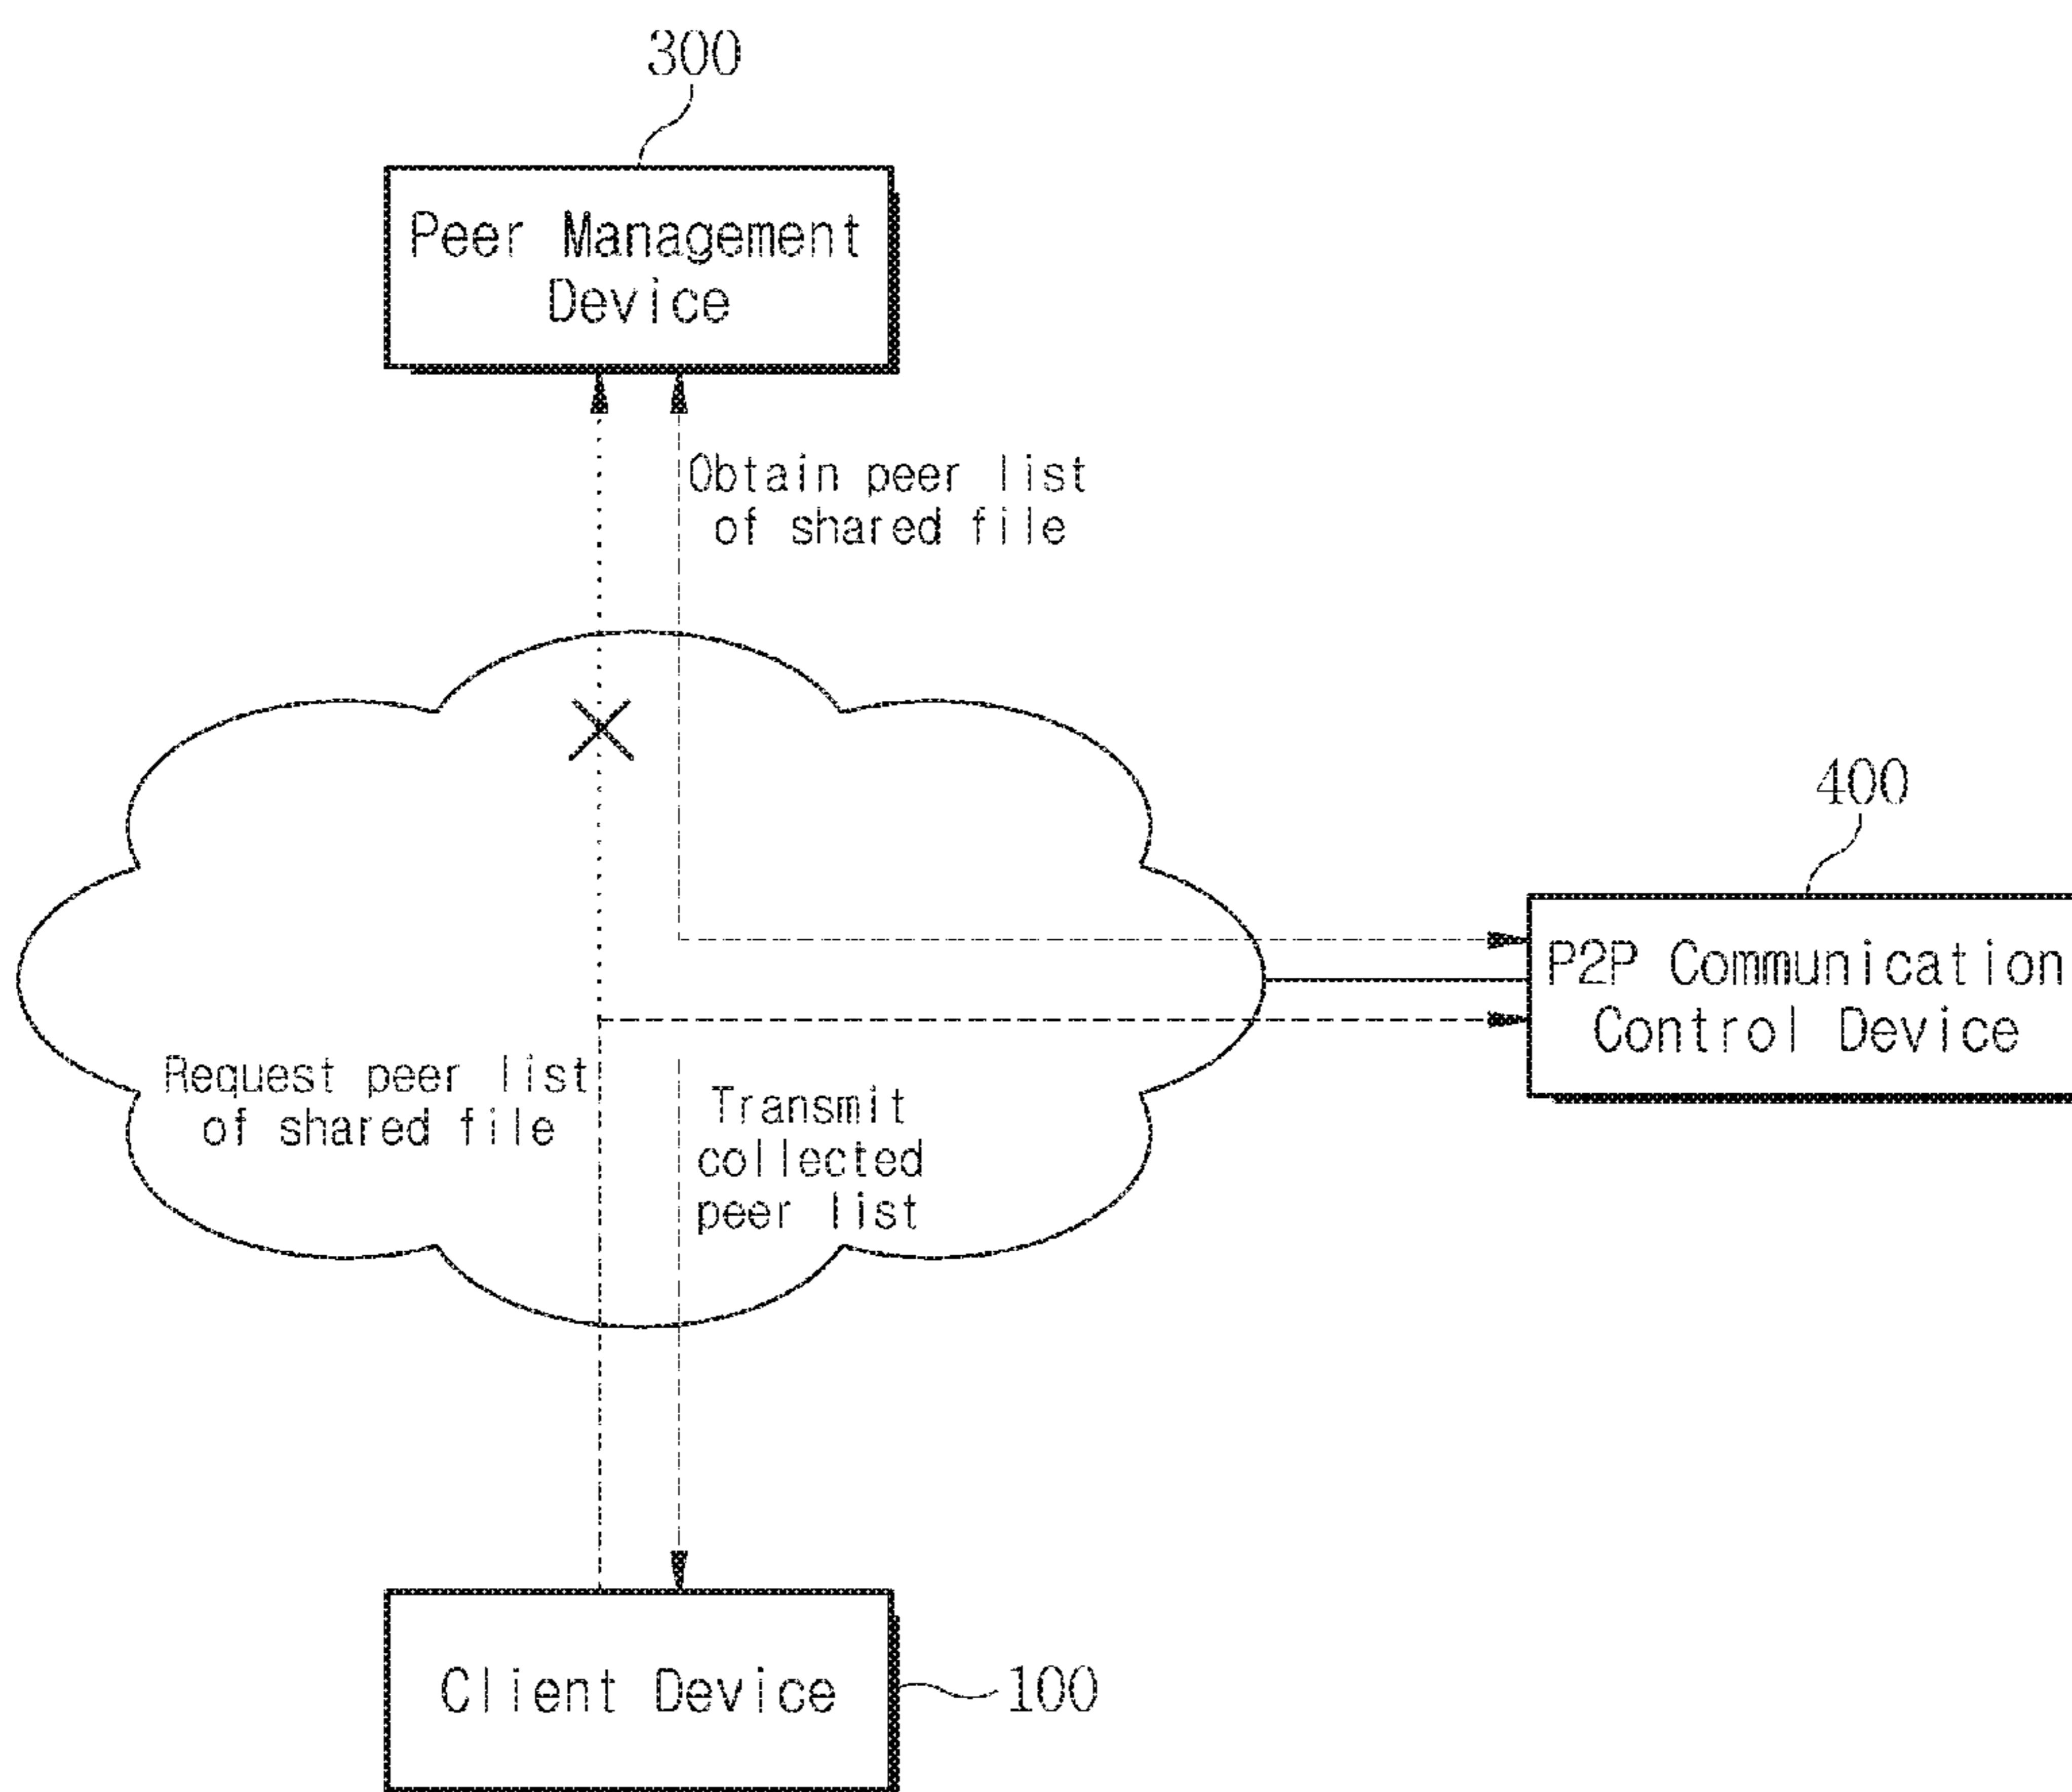 300
Peer Management
Device
Obtain peer list
of shared file
400
P2P Communication
Control Device
Request peer list
of shared file
Transmit
collected
peer list
Client Device
100